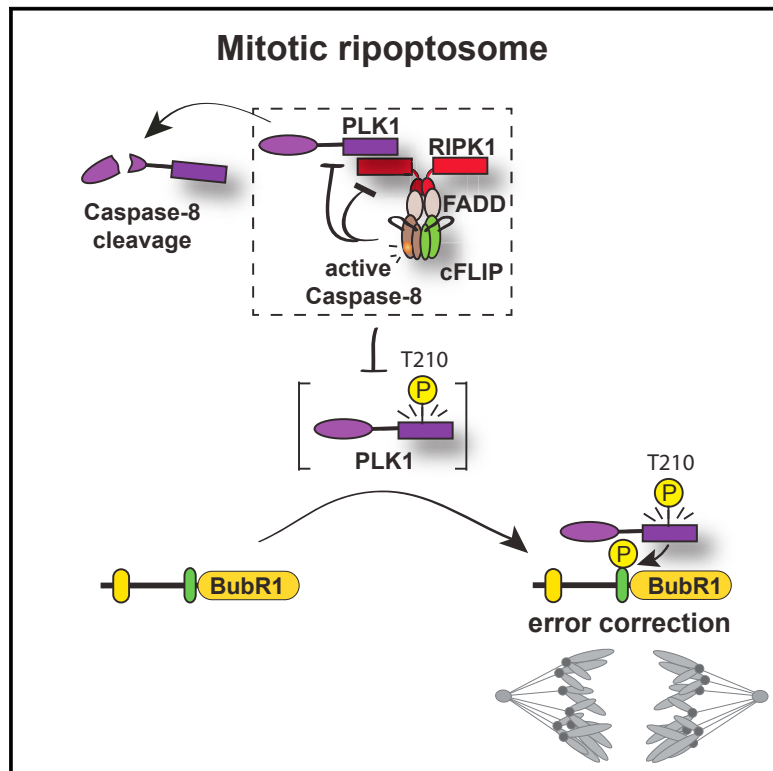 Mitotic ripoptosome
PLK1
RIPK1
FADD
Caspase-8
cleavage
active
Caspase-8
cFLIP
T210
P
PLK1
T210
P
P
BubR1
BubR1
error correction